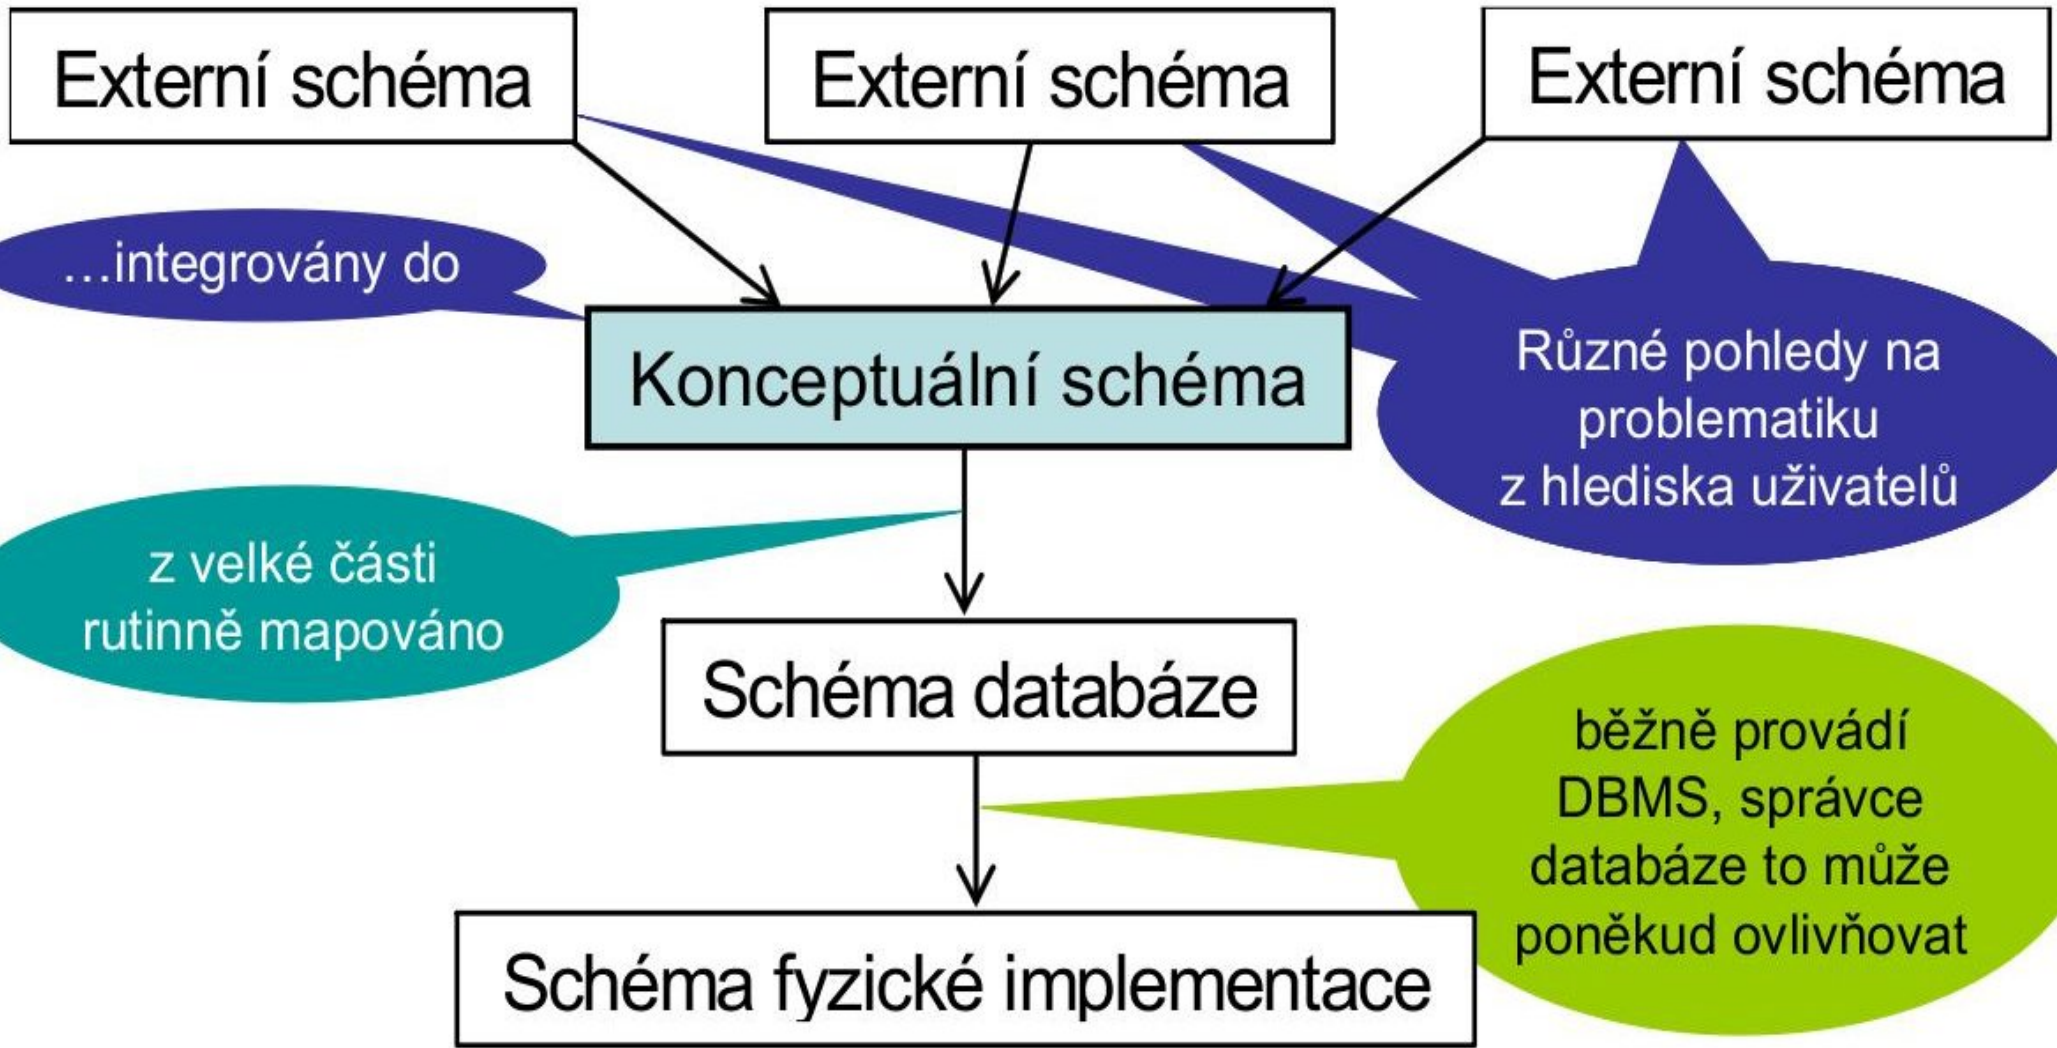 Externí schéma
Externí schéma
Externí schéma
…integrovány do
Konceptuální schéma
Různé pohledy na
problematiku
z hlediska uživatelů
z velké části
rutinně mapováno
Schéma databáze
běžně provádí
DBMS, správce
databáze to může
poněkud ovlivňovat
Schéma fyzické implementace